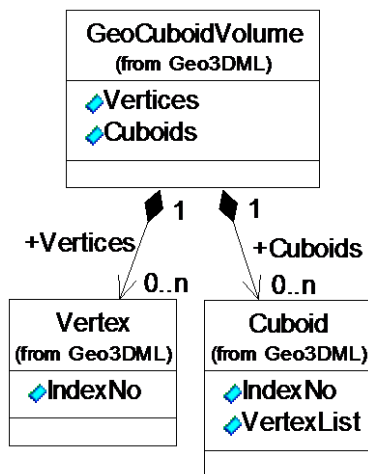 GeoCuboidVolume
(from Geo3DML)
Vertices
Cuboids
1
1
+Vertices
+Cuboids
0..n
0..n
Vertex
(from Geo3DML)
IndexNo
Cuboid
(from Geo3DML)
IndexNo
VertexList